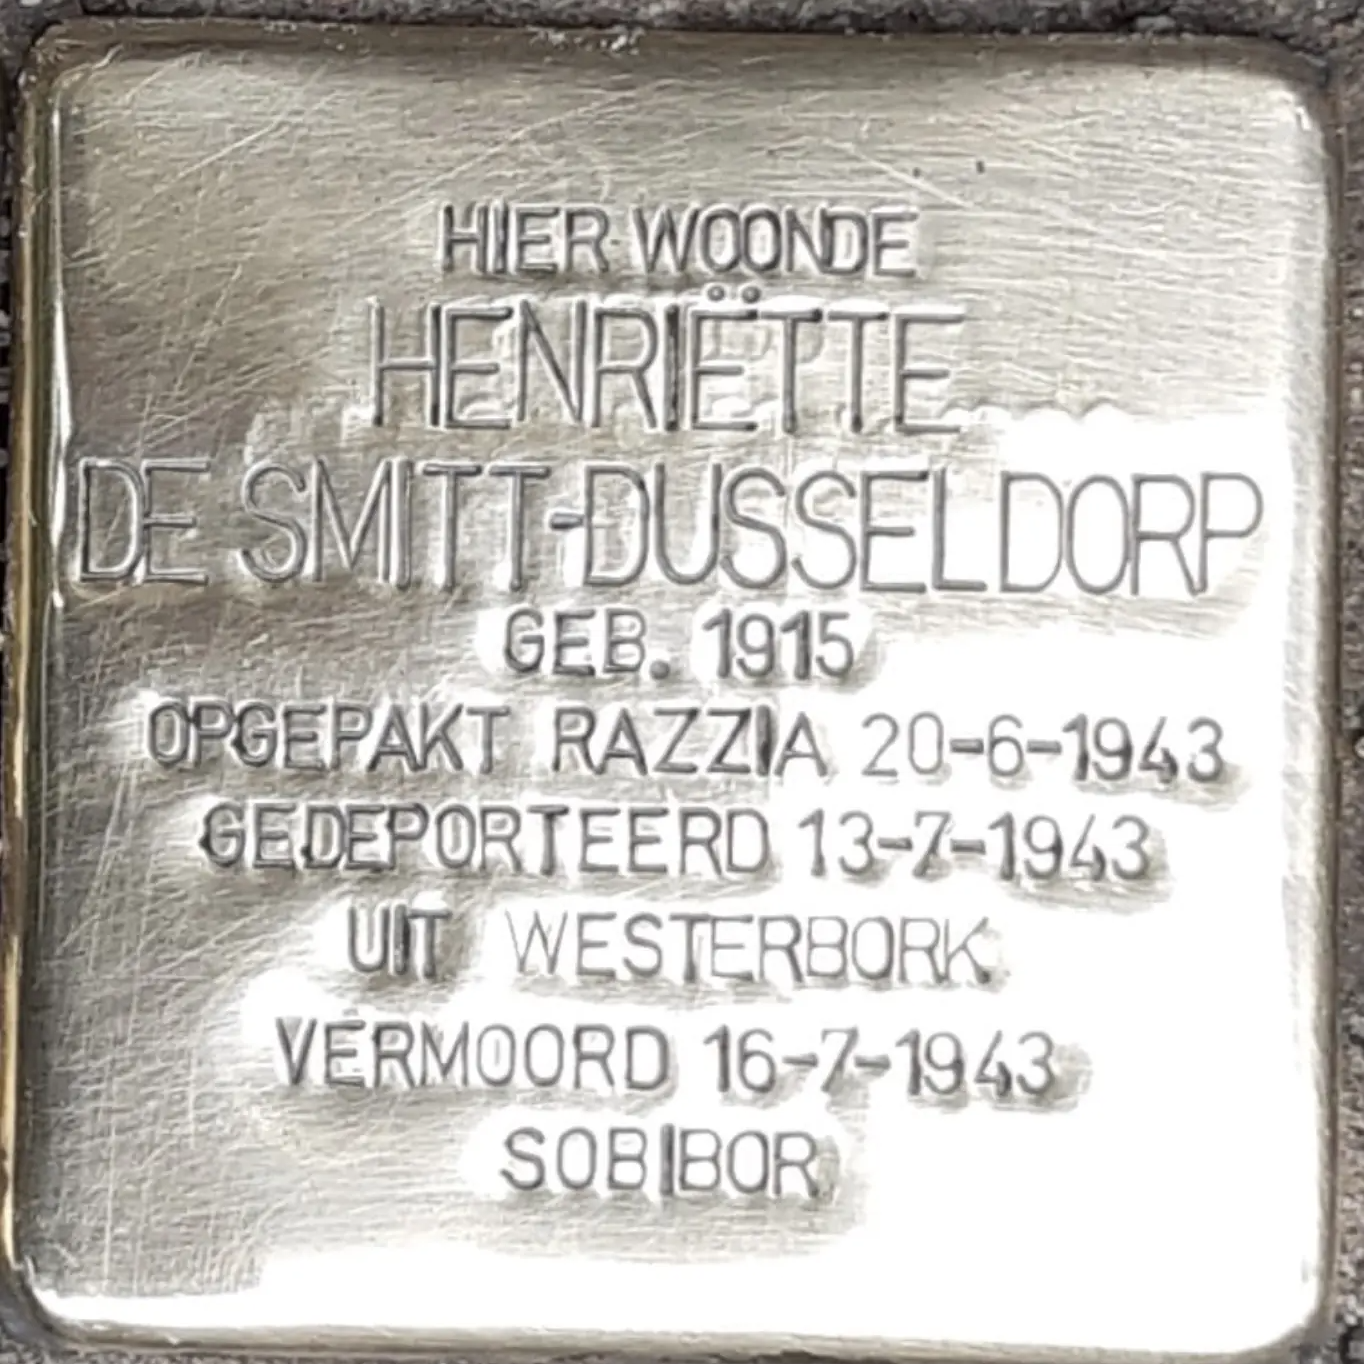 HIER WOONDE
HENRIËTTE
DE SMITT-DUSSELDORP
GEB. 1915
OPGEPAKT RAZZIA 20-6-1943
GEDEPORTEERD 13-7-1943
UIT WESTERBORK
VERMOORD 16-7-1943
SOBIBOR